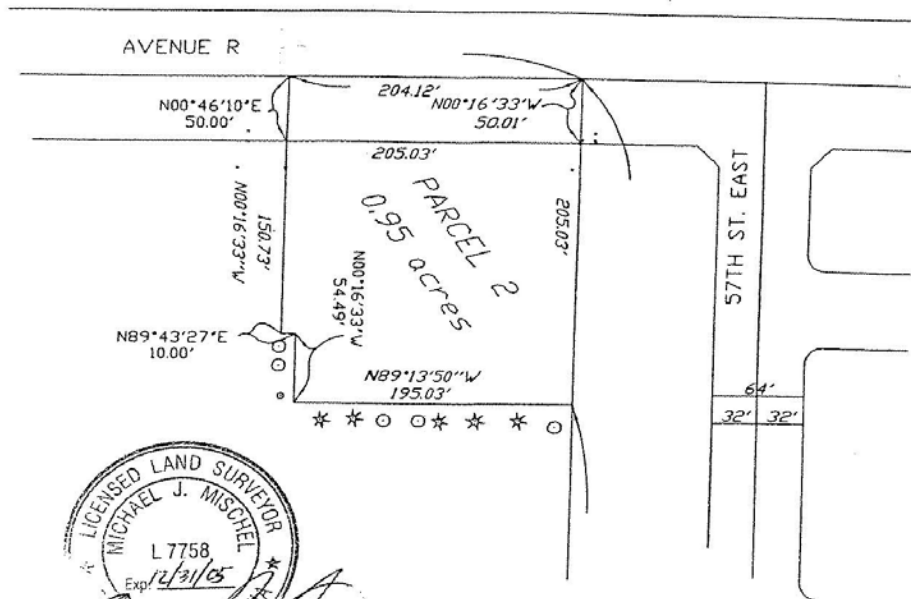 AVENUE R
204.12'
N00°46'10"E
50.00'
N00°16'33"W
50.01'
205.03'
N00°16'33"W
150.73'
PARCEL 2
0.95 acres
205.03'
57TH ST. EAST
N00°16'33"W
54.49'
N89°43'27"E
10.00'
N89°13'50"W
195.03'
64'
32' 32'
LICENSED LAND SURVEYOR
MICHAEL J. MISCHEL
L 7758
Exp. 12/31/05